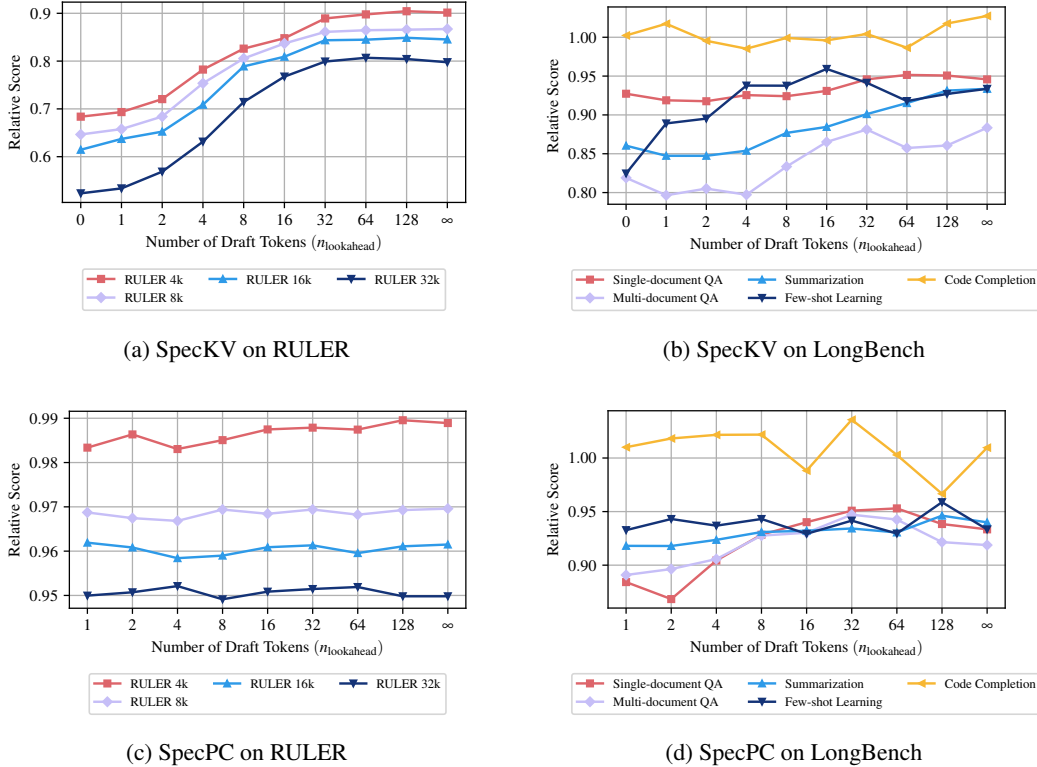 0.9
0.8
0.7
0.6
Relative Score
0 1 2 4 8 16 32 64 128 ∞
Number of Draft Tokens (n_lookahead)
RULER 4k RULER 16k RULER 32k
RULER 8k
(a) SpecKV on RULER
1.00
0.95
0.90
0.85
0.80
Relative Score
0 1 2 4 8 16 32 64 128 ∞
Number of Draft Tokens (n_lookahead)
Single-document QA Summarization Code Completion
Multi-document QA Few-shot Learning
(b) SpecKV on LongBench
0.99
0.98
0.97
0.96
0.95
Relative Score
1 2 4 8 16 32 64 128 ∞
Number of Draft Tokens (n_lookahead)
RULER 4k RULER 16k RULER 32k
RULER 8k
(c) SpecPC on RULER
1.00
0.95
0.90
Relative Score
1 2 4 8 16 32 64 128 ∞
Number of Draft Tokens (n_lookahead)
Single-document QA Summarization Code Completion
Multi-document QA Few-shot Learning
(d) SpecPC on LongBench